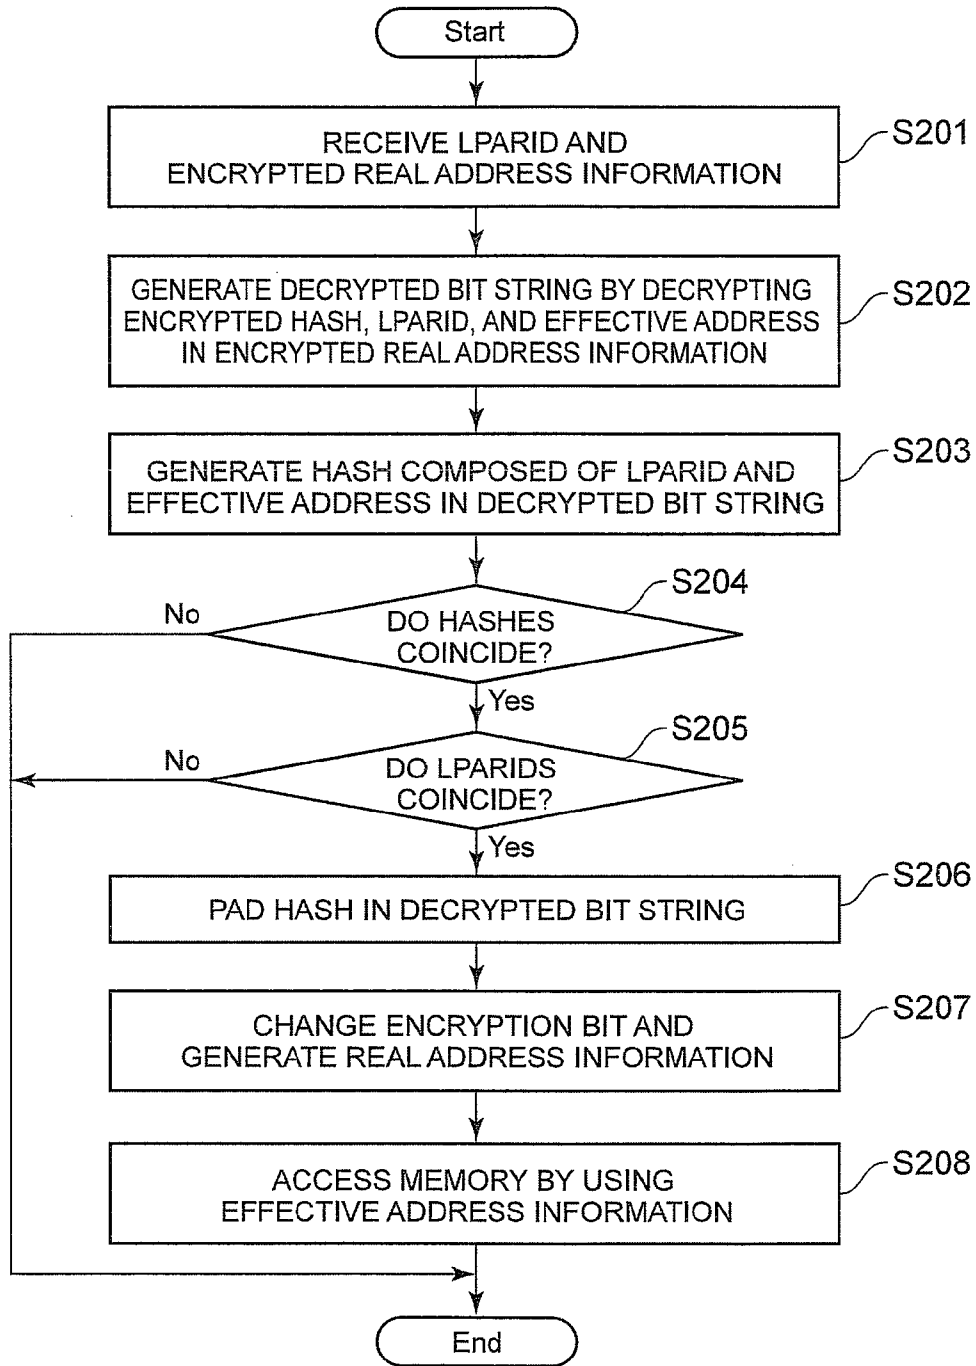 Start
RECEIVE LPARID AND
ENCRYPTED REAL ADDRESS INFORMATION
S201
GENERATE DECRYPTED BIT STRING BY DECRYPTING
ENCRYPTED HASH, LPARID, AND EFFECTIVE ADDRESS
IN ENCRYPTED REAL ADDRESS INFORMATION
S202
GENERATE HASH COMPOSED OF LPARID AND
EFFECTIVE ADDRESS IN DECRYPTED BIT STRING
S203
DO HASHES
COINCIDE?
S204
No
Yes
DO LPARIDS
COINCIDE?
S205
No
Yes
PAD HASH IN DECRYPTED BIT STRING
S206
CHANGE ENCRYPTION BIT AND
GENERATE REAL ADDRESS INFORMATION
S207
ACCESS MEMORY BY USING
EFFECTIVE ADDRESS INFORMATION
S208
End